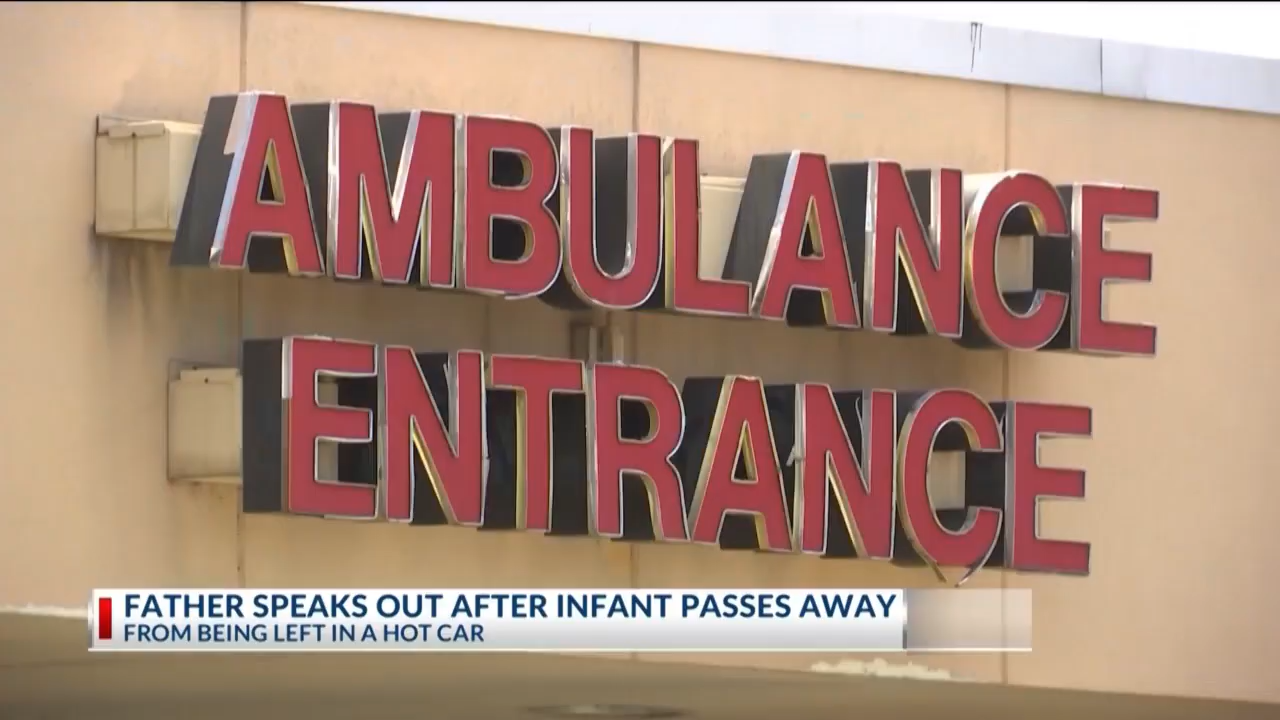 AMBULANCE
ENTRANCE
FATHER SPEAKS OUT AFTER INFANT PASSES AWAY
FROM BEING LEFT IN A HOT CAR